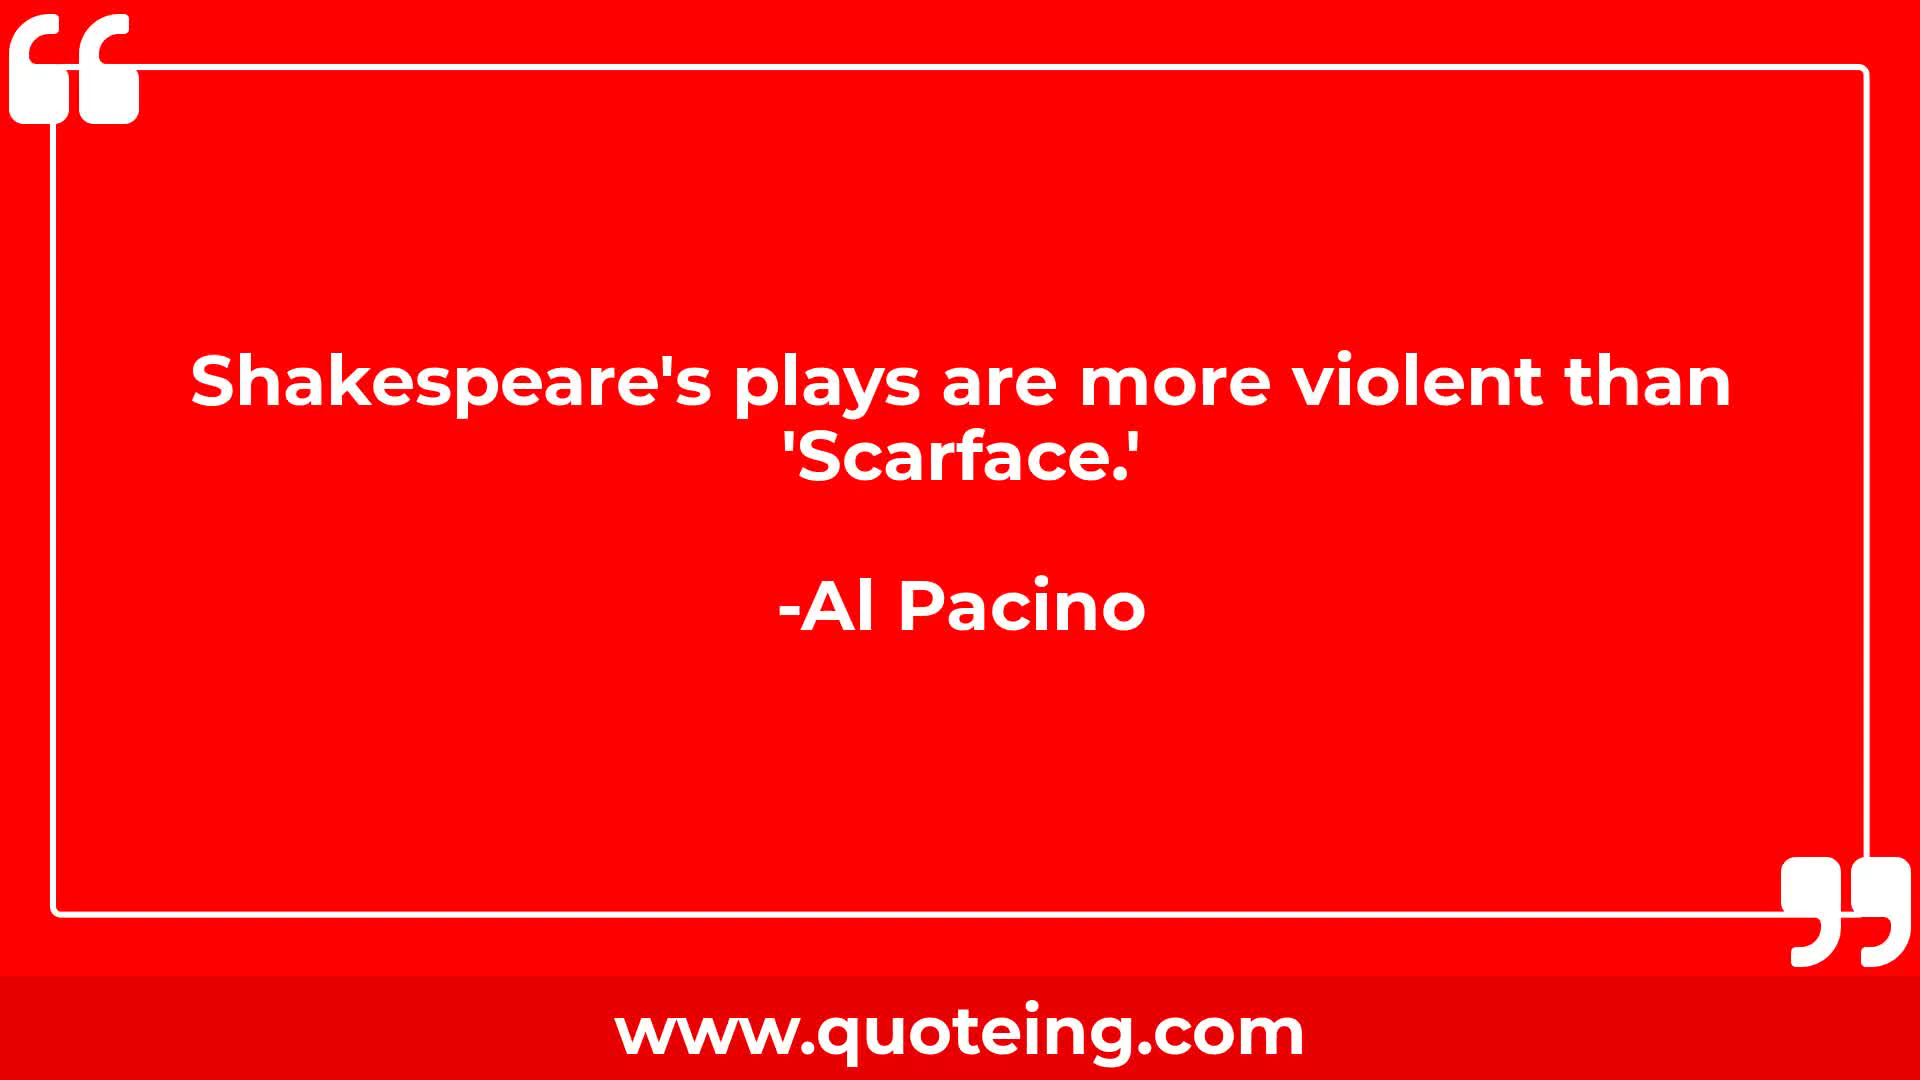 Shakespeare's plays are more violent than
'Scarface.'
-Al Pacino
www.quoteing.com